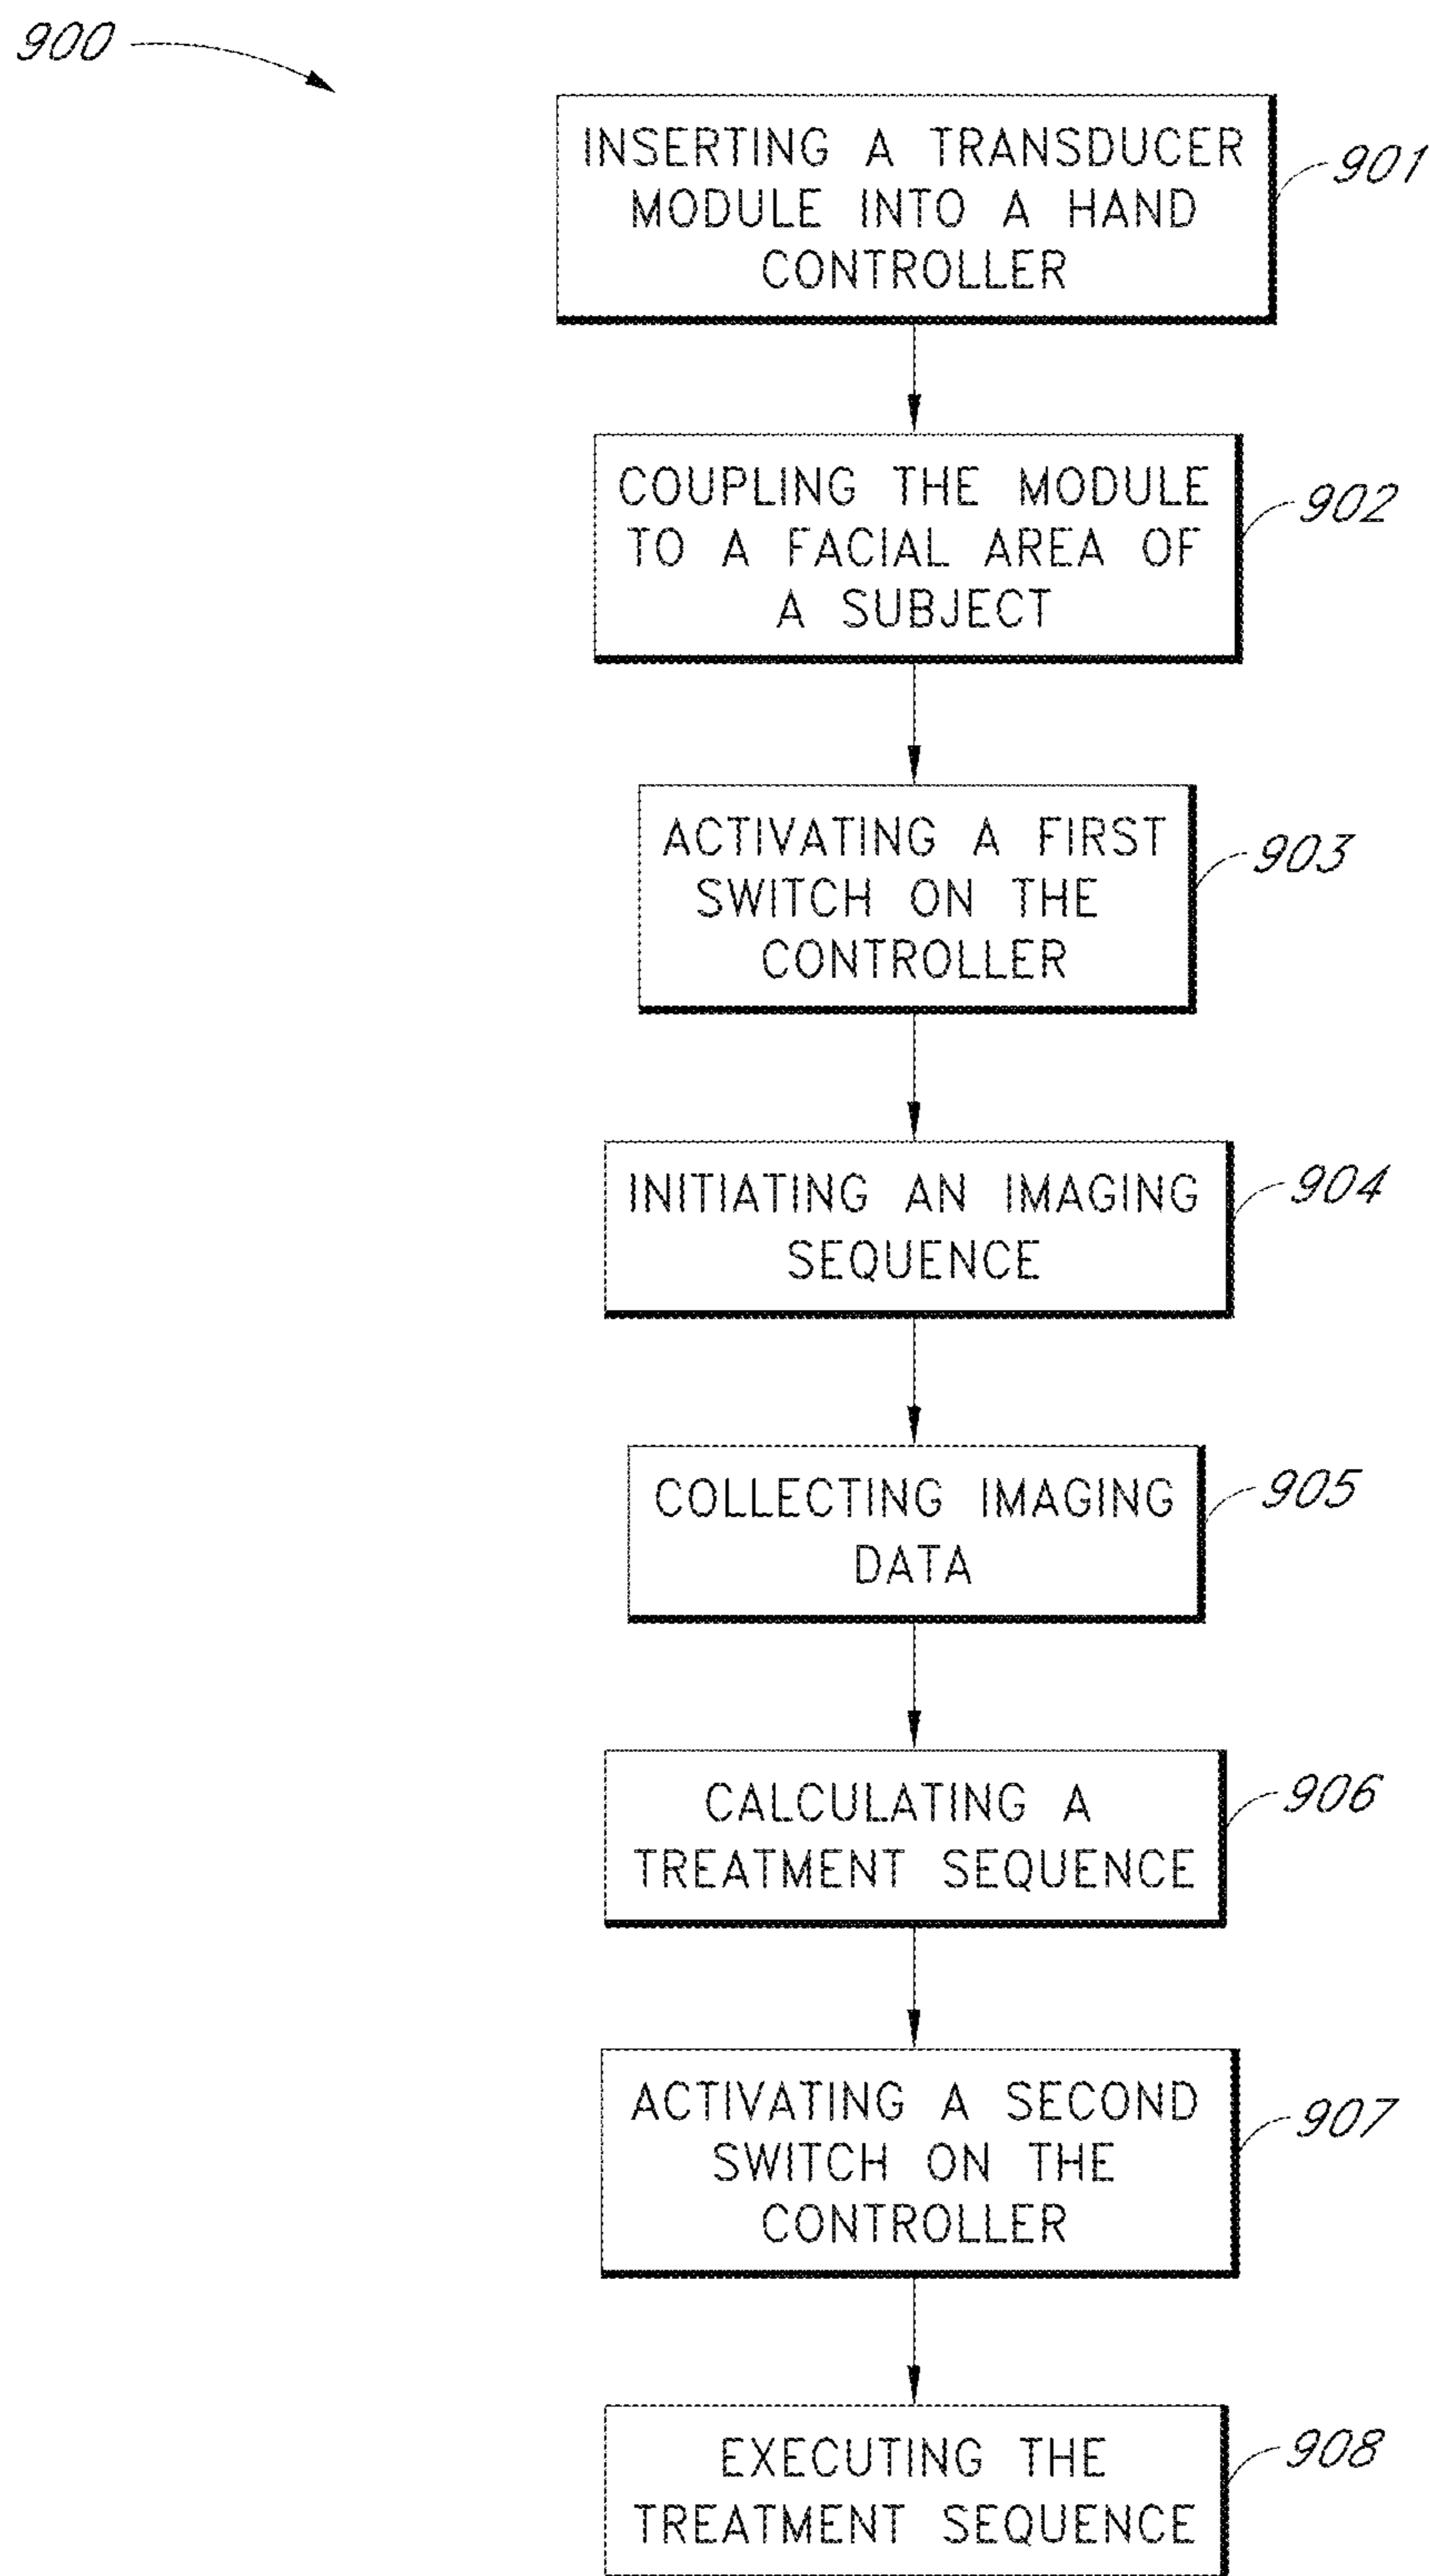 900
INSERTING A TRANSDUCER
MODULE INTO A HAND
CONTROLLER
901
COUPLING THE MODULE
TO A FACIAL AREA OF
A SUBJECT
902
ACTIVATING A FIRST
SWITCH ON THE
CONTROLLER
903
INITIATING AN IMAGING
SEQUENCE
904
COLLECTING IMAGING
DATA
905
CALCULATING A
TREATMENT SEQUENCE
906
ACTIVATING A SECOND
SWITCH ON THE
CONTROLLER
907
EXECUTING THE
TREATMENT SEQUENCE
908